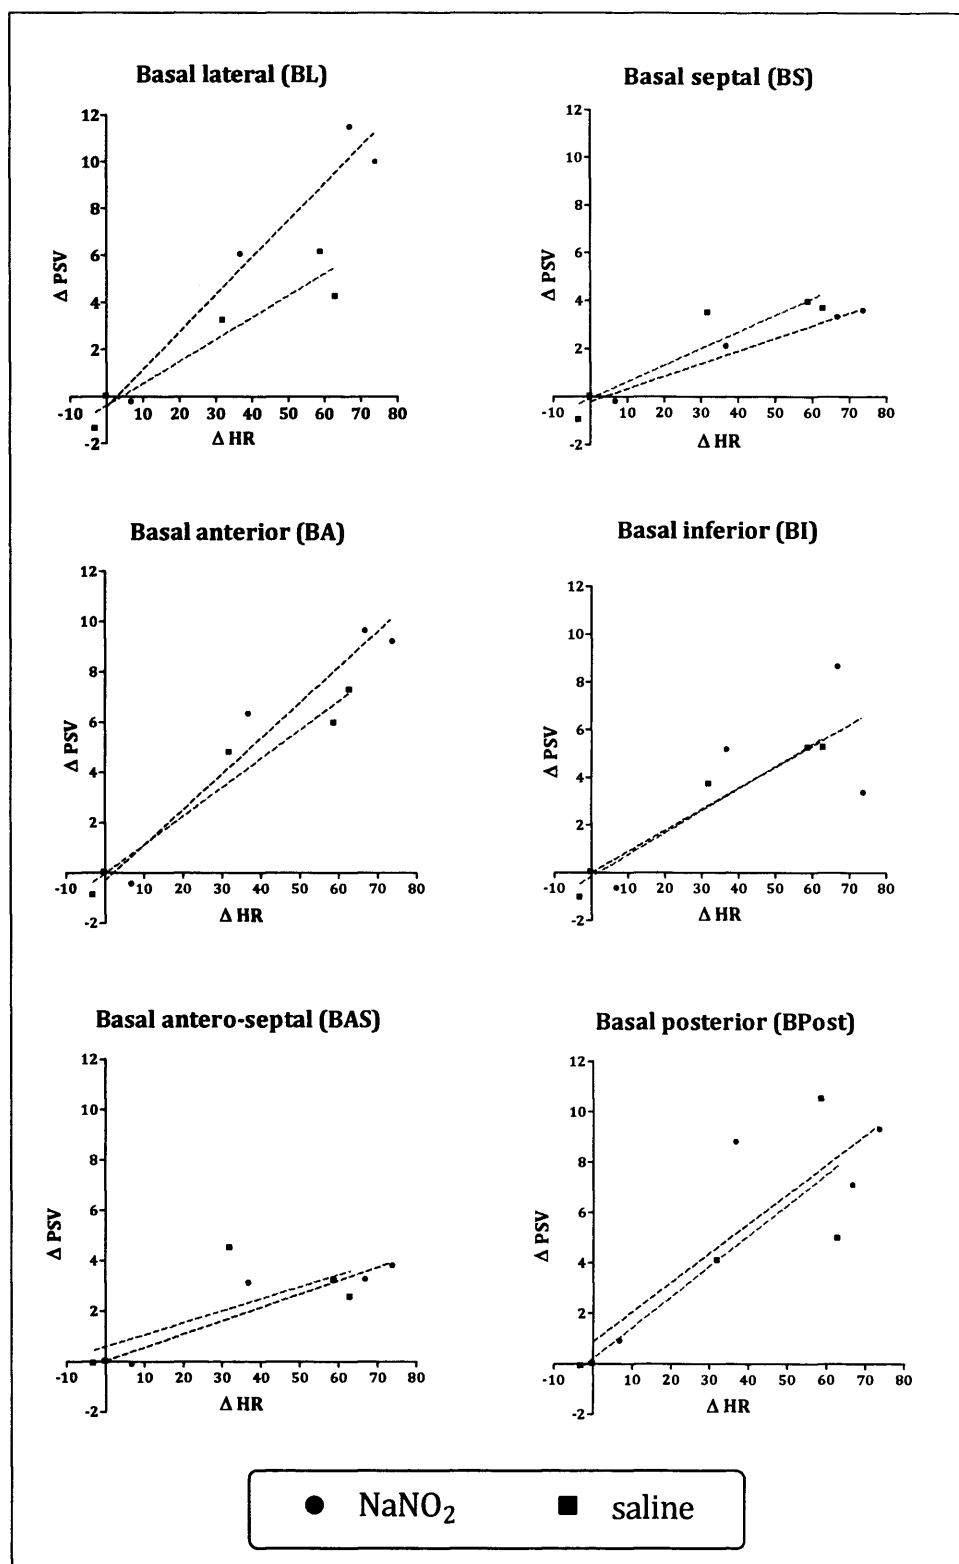 Basal lateral (BL)
12
10
8
6
4
2
-2
Δ PSV
-10 10 20 30 40 50 60 70 80
Δ HR
Basal septal (BS)
12
10
8
6
4
2
-2
Δ PSV
-10 10 20 30 40 50 60 70 80
Δ HR
Basal anterior (BA)
12
10
8
6
4
2
-2
Δ PSV
-10 10 20 30 40 50 60 70 80
Δ HR
Basal inferior (BI)
12
10
8
6
4
2
-2
Δ PSV
-10 10 20 30 40 50 60 70 80
Δ HR
Basal antero-septal (BAS)
12
10
8
6
4
2
-2
Δ PSV
-10 10 20 30 40 50 60 70 80
Δ HR
Basal posterior (BPost)
12
10
8
6
4
2
-2
Δ PSV
-10 10 20 30 40 50 60 70 80
Δ HR
NaNO₂ saline